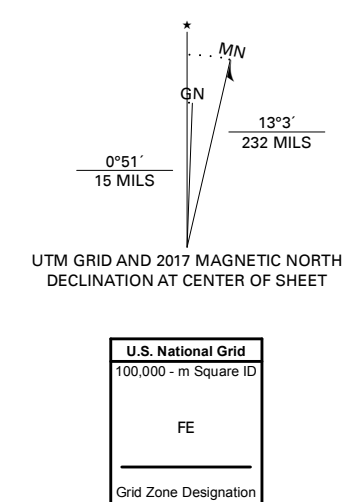 ★
MN
GN
13°3´
232 MILS
0°51´
15 MILS
UTM GRID AND 2017 MAGNETIC NORTH
DECLINATION AT CENTER OF SHEET
U.S. National Grid
100,000 - m Square ID
FE
Grid Zone Designation